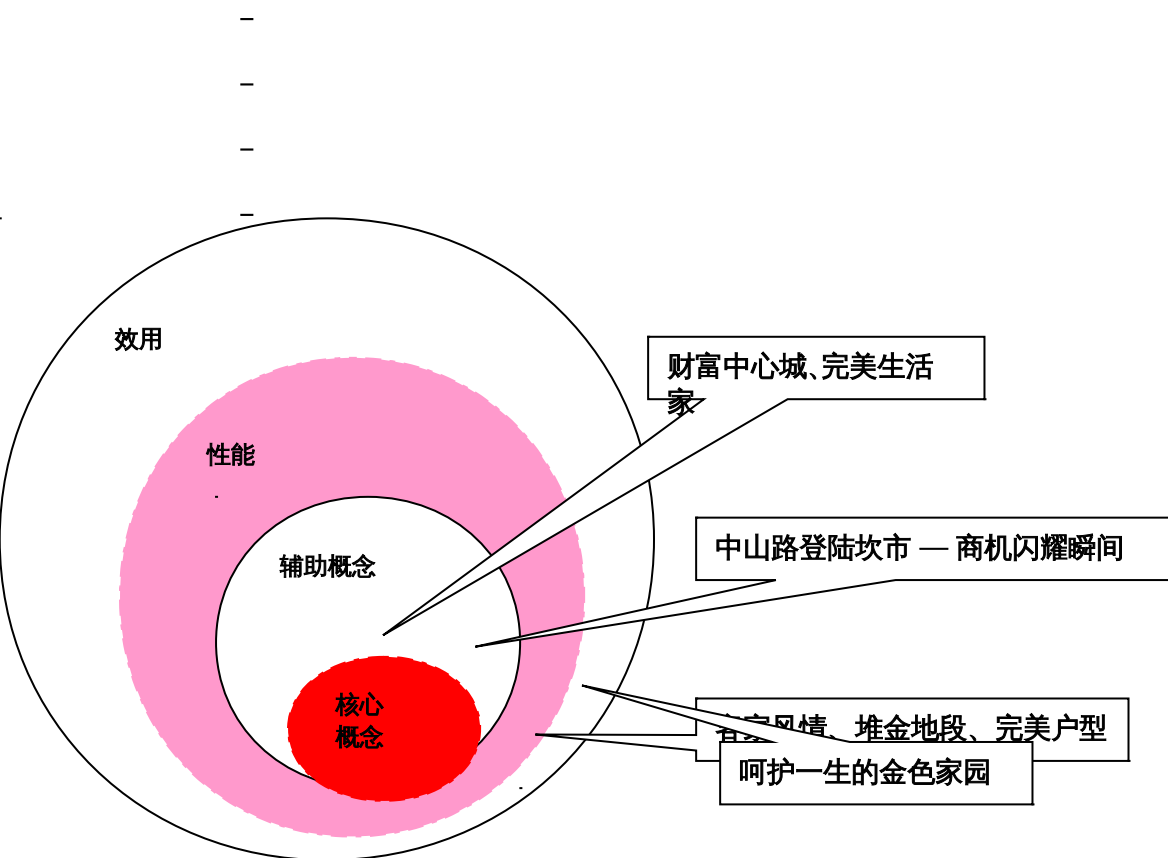 效用
财富中心城、完美生活
家
性能
中山路登陆坎市 — 商机闪耀瞬间
辅助概念
核心
概念
风情、堆金地段、完美户型
呵护一生的金色家园